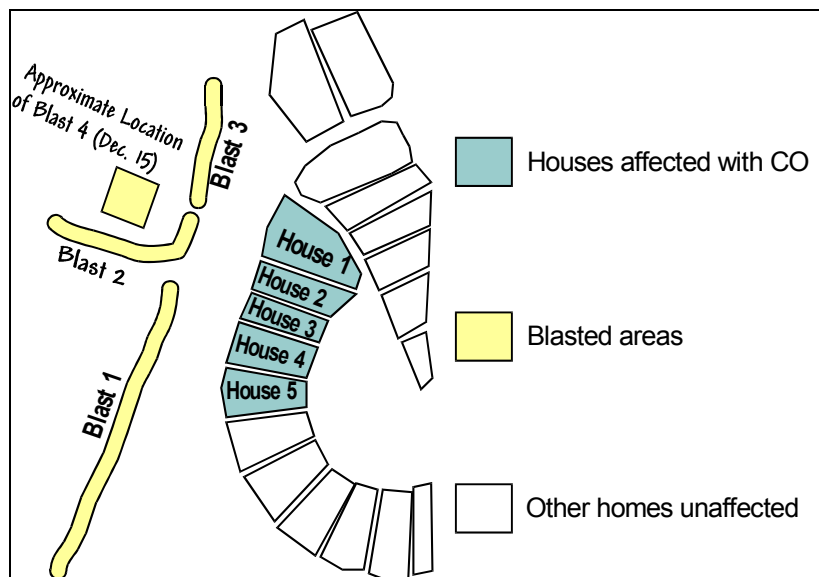 Approximate Location
of Blast 4 (Dec. 15)
Blast 3
Blast 2
Blast 1
House 1
House 2
House 3
House 4
House 5
Houses affected with CO
Blasted areas
Other homes unaffected